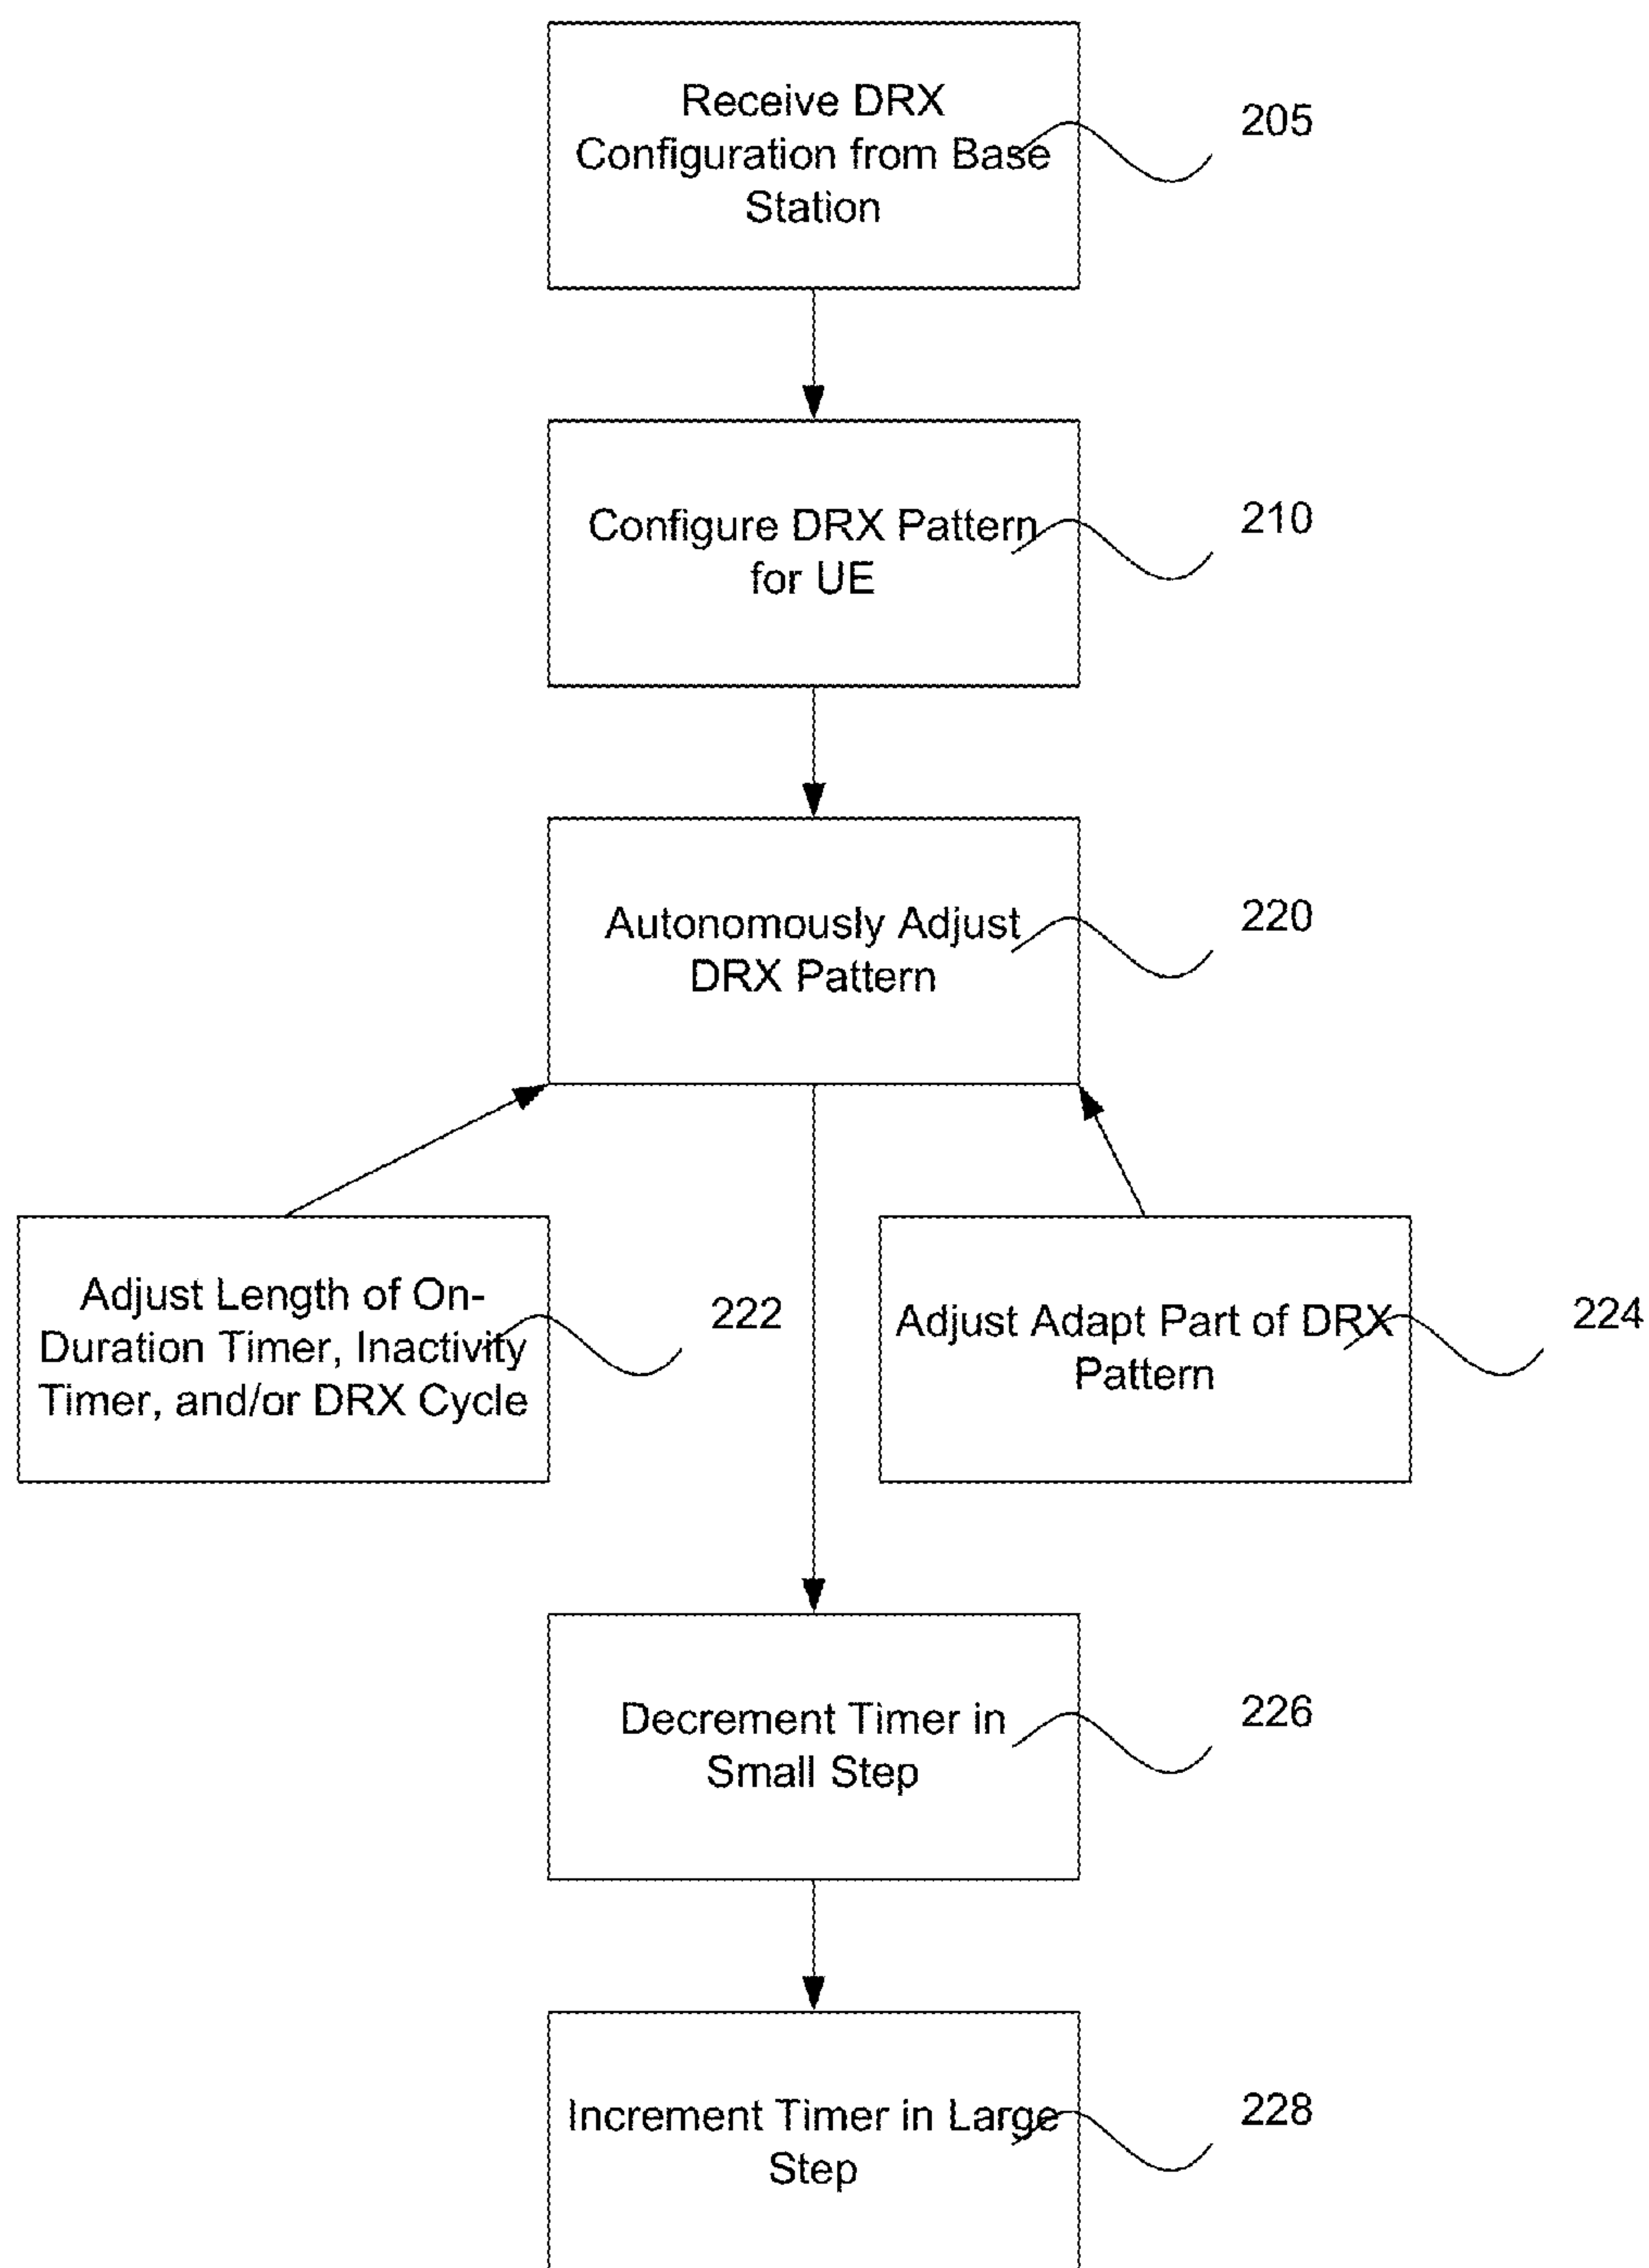 Receive DRX
Configuration from Base
Station
205
Configure DRX Pattern
for UE
210
Autonomously Adjust
DRX Pattern
220
Adjust Length of On-
Duration Timer, Inactivity
Timer, and/or DRX Cycle
222
Adjust Adapt Part of DRX
Pattern
224
Decrement Timer in
Small Step
226
Increment Timer in Large
Step
228